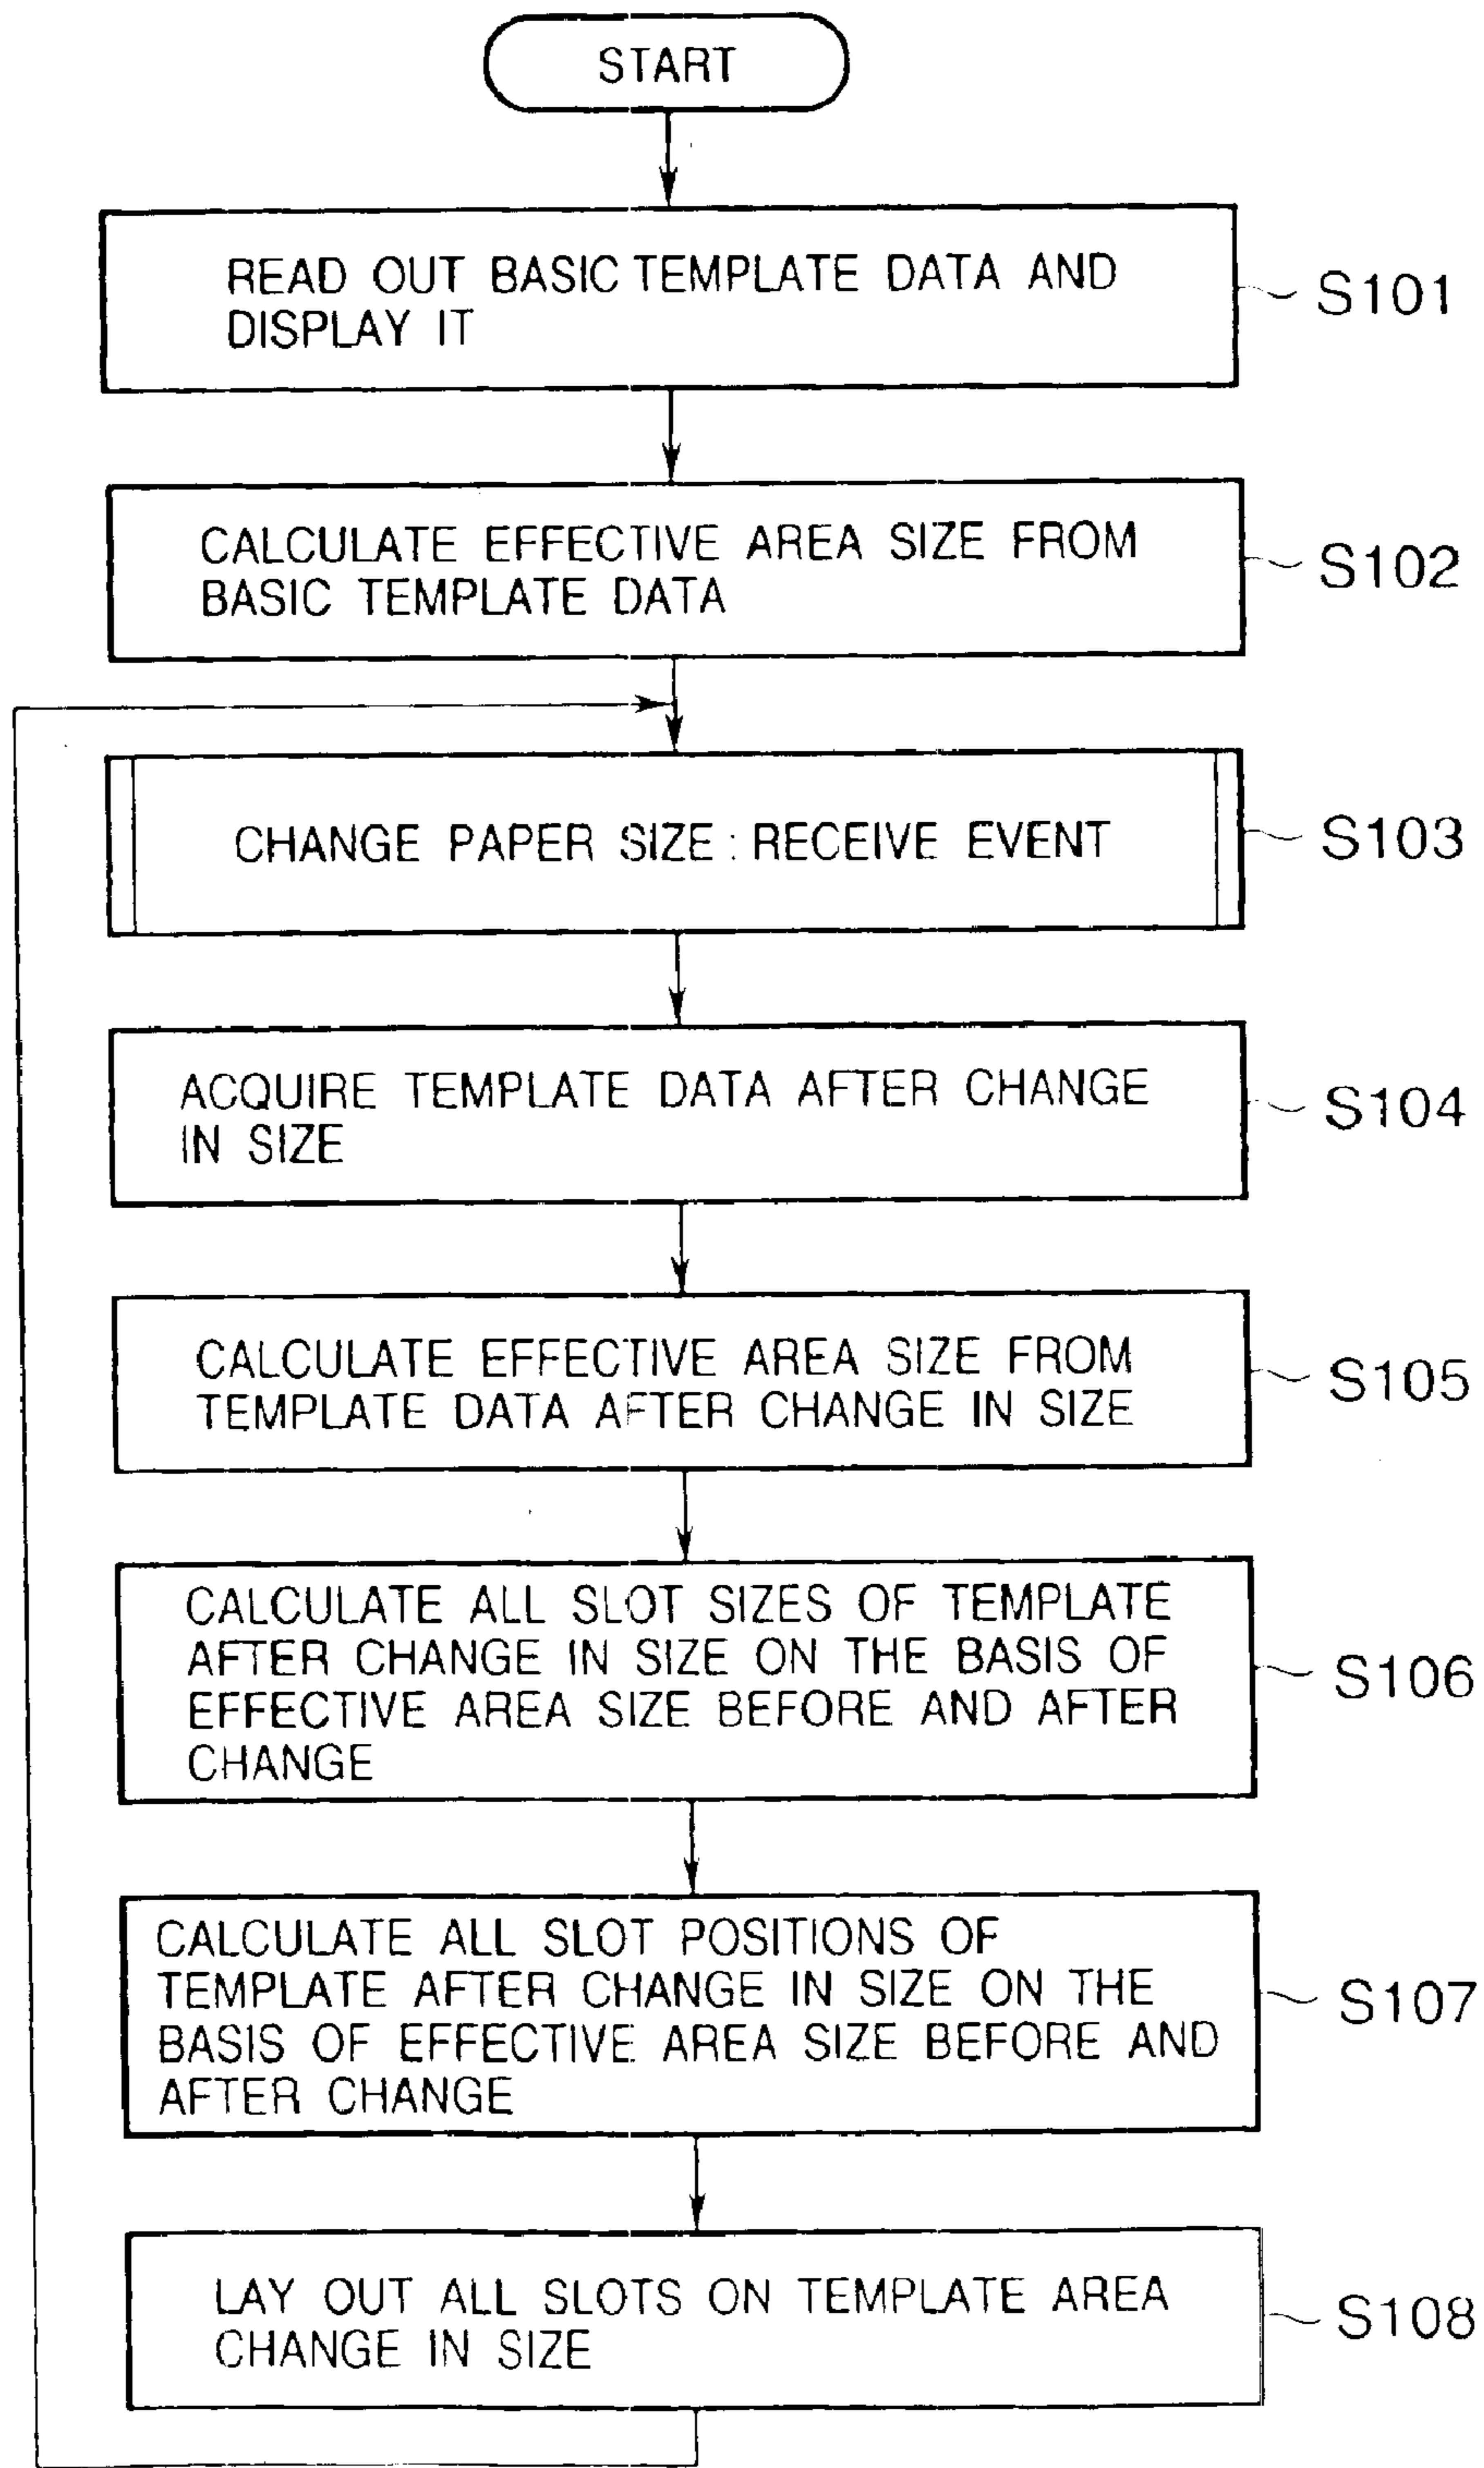 START
READ OUT BASIC TEMPLATE DATA AND
DISPLAY IT
S101
CALCULATE EFFECTIVE AREA SIZE FROM
BASIC TEMPLATE DATA
S102
CHANGE PAPER SIZE : RECEIVE EVENT
S103
ACQUIRE TEMPLATE DATA AFTER CHANGE
IN SIZE
S104
CALCULATE EFFECTIVE AREA SIZE FROM
TEMPLATE DATA AFTER CHANGE IN SIZE
S105
CALCULATE ALL SLOT SIZES OF TEMPLATE
AFTER CHANGE IN SIZE ON THE BASIS OF
EFFECTIVE AREA SIZE BEFORE AND AFTER
CHANGE
S106
CALCULATE ALL SLOT POSITIONS OF
TEMPLATE AFTER CHANGE IN SIZE ON THE
BASIS OF EFFECTIVE AREA SIZE BEFORE AND
AFTER CHANGE
S107
LAY OUT ALL SLOTS ON TEMPLATE AREA
CHANGE IN SIZE
S108